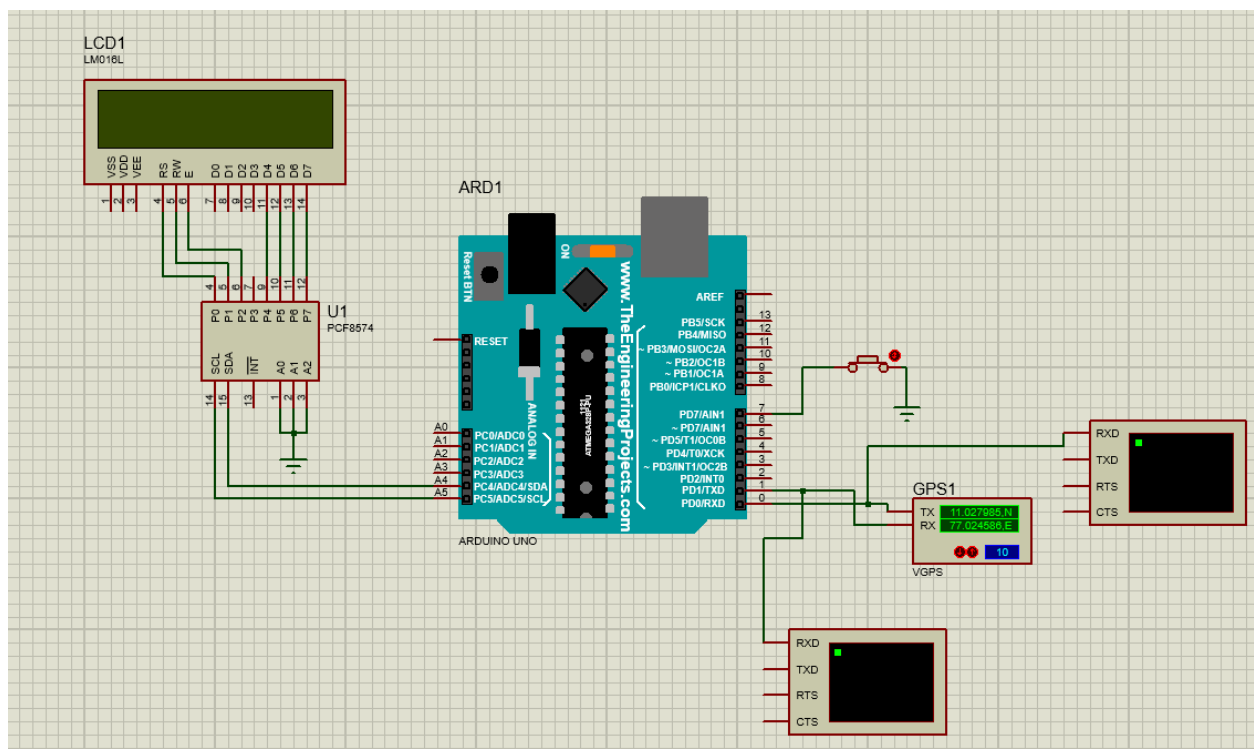 LCD1
LM016L
VSS
VDD
VEE
RS
RW
E
D0
D1
D2
D3
D4
D5
D6
D7
1
2
3
4
5
6
7
8
9
10
11
12
13
14
4
5
6
7
9
10
11
12
P0
P1
P2
P3
P4
P5
P6
P7
U1
PCF8574
SCL
SDA
INT
A0
A1
A2
14
15
13
1
2
3
ARD1
Reset BTN
ON
www.TheEngineeringProjects.com
RESET
ANALOG IN
A0 PC0/ADC0
A1 PC1/ADC1
A2 PC2/ADC2
A3 PC3/ADC3
A4 PC4/ADC4/SDA
A5 PC5/ADC5/SCL
AREF
PB5/SCK 13
PB4/MISO 12
~ PB3/MOSI/OC2A 11
~ PB2/OC1B 10
~ PB1/OC1A 9
PB0/ICP1/CLKO 8
PD7/AIN1 7
~ PD7/AIN1 6
~ PD5/T1/OC0B 5
PD4/T0/XCK 4
~ PD3/INT1/OC2B 3
PD2/INT0 2
PD1/TXD 1
PD0/RXD 0
ARDUINO UNO
GPS1
TX 11.027985,N
RX 77.024586,E
10
VGPS
RXD
TXD
RTS
CTS
RXD
TXD
RTS
CTS